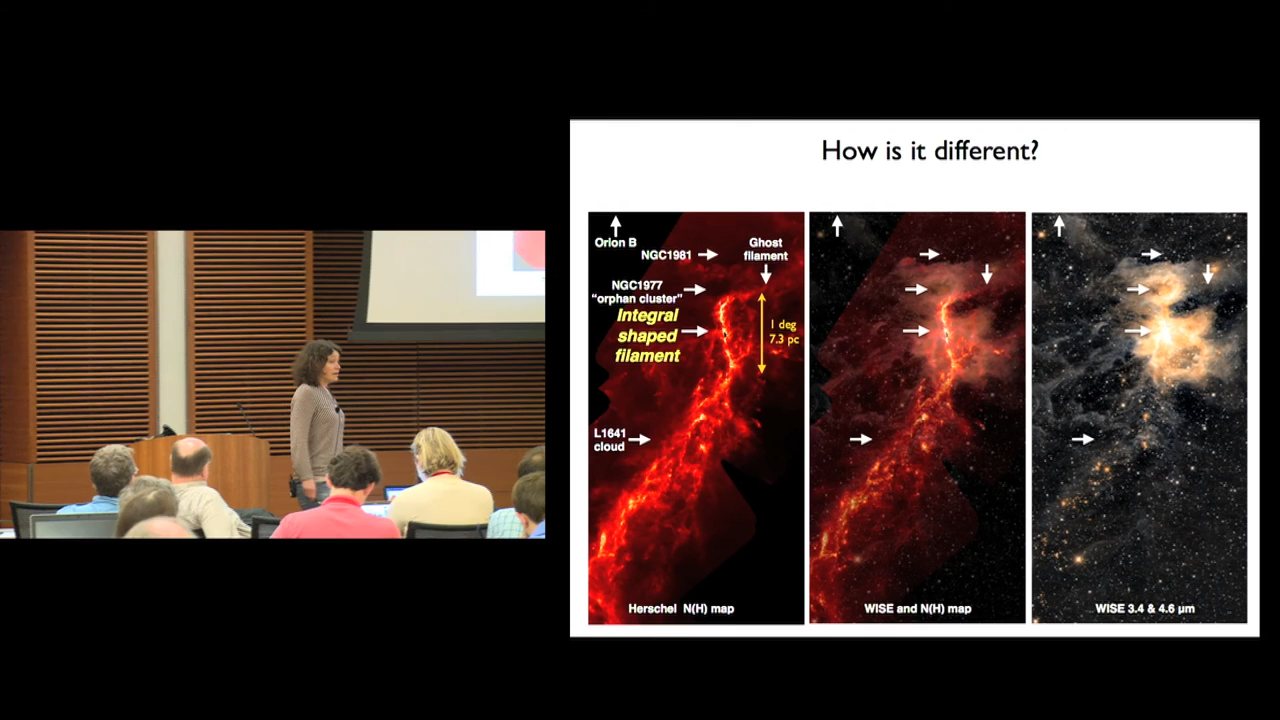 How is it different?
Orion B
NGC1981
Ghost
filament
NGC1977
"orphan cluster"
Integral
shaped
filament
1 deg
7.3 pc
L1641
cloud
Herschel N(H) map
WISE and N(H) map
WISE 3.4 & 4.6 µm